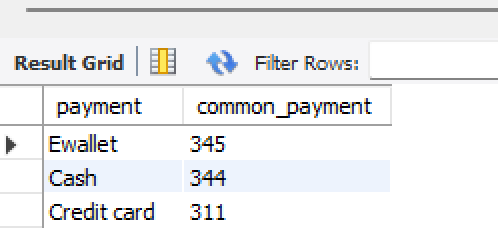 Result Grid Filter Rows:
payment common_payment
Ewallet 345
Cash 344
Credit card 311